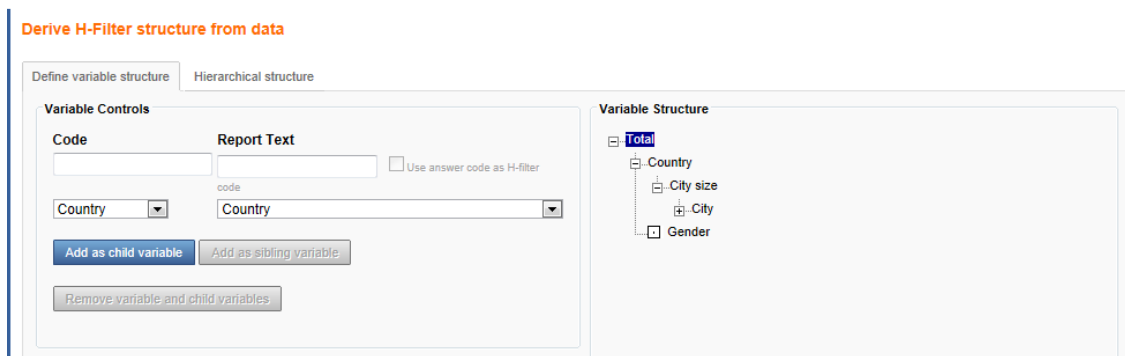 Derive H-Filter structure from data
Define variable structure Hierarchical structure
Variable Controls
Code Report Text
Use answer code as H-filter
code
Country Country
Add as child variable Add as sibling variable
Remove variable and child variables
Variable Structure
Total
Country
City size
City
Gender